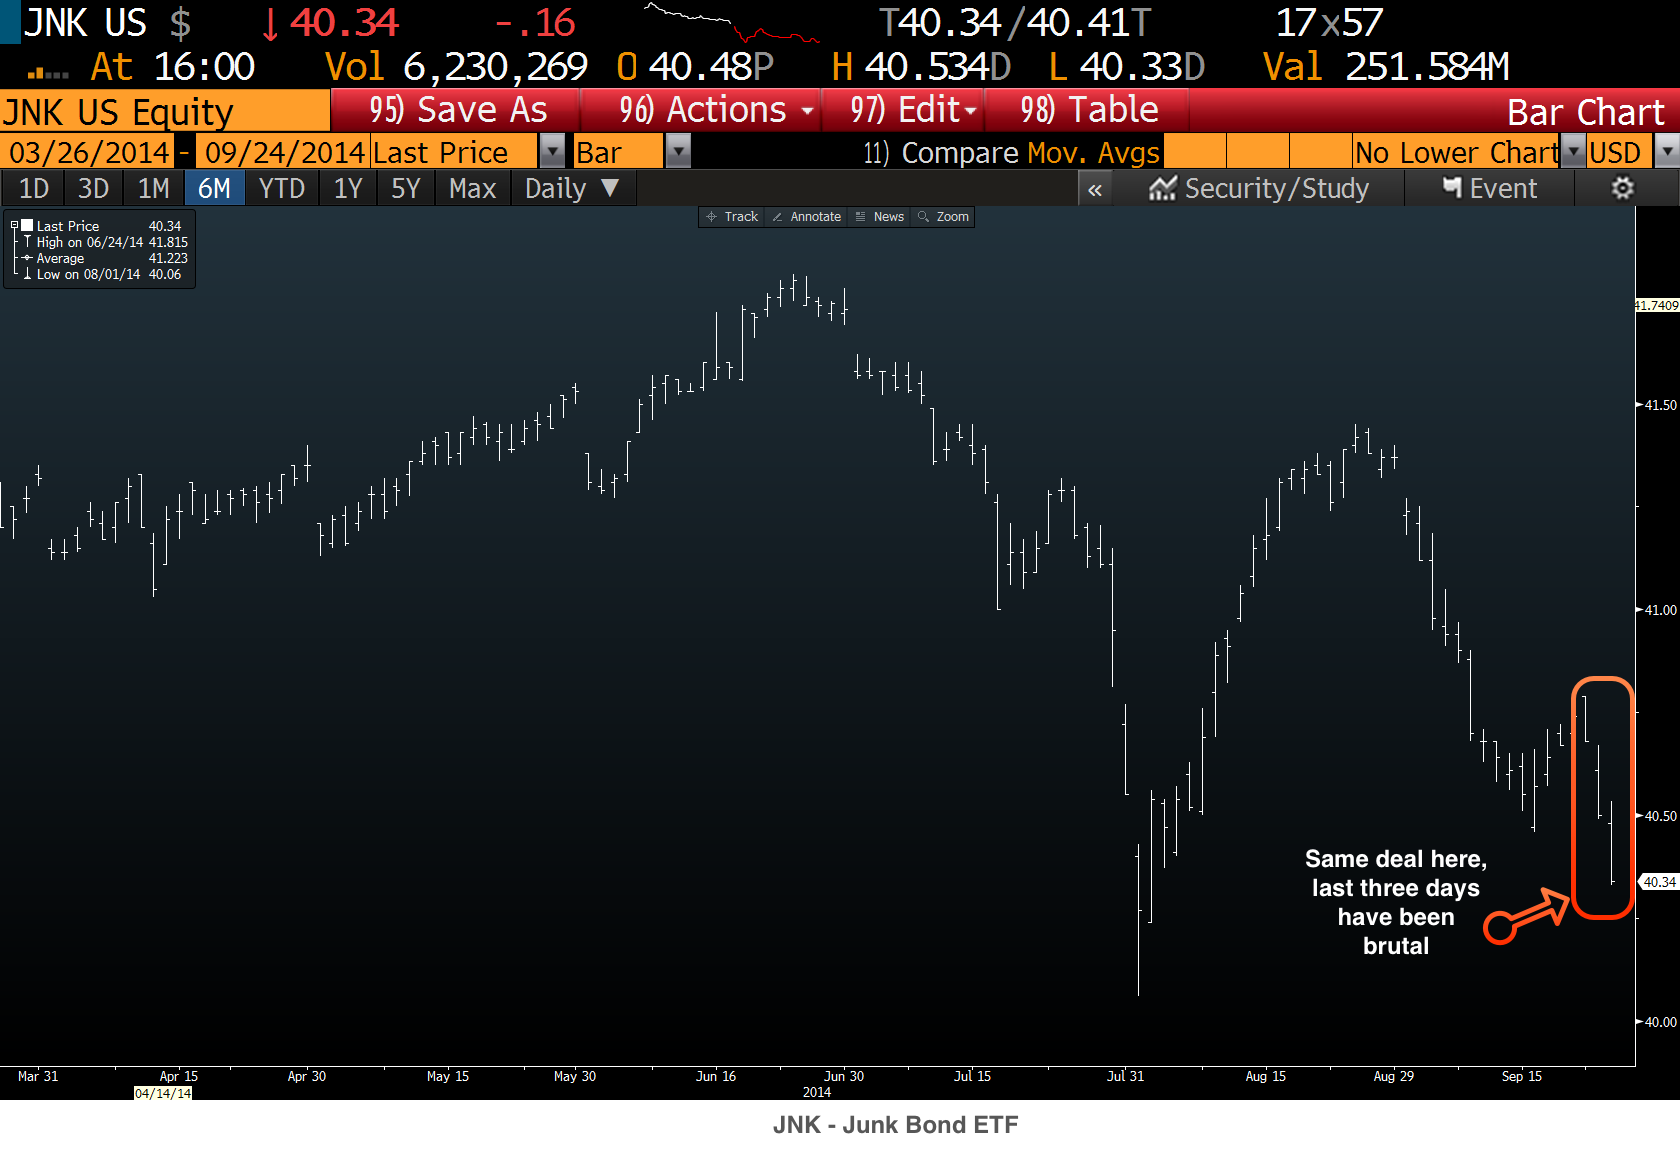 JNK US $ ↓40.34 -.16 T40.34/40.41T 17x57
At 16:00 Vol 6,230,269 O 40.48P H 40.534D L 40.33D Val 251.584M
JNK US Equity 95) Save As 96) Actions 97) Edit 98) Table Bar Chart
03/26/2014 - 09/24/2014 Last Price Bar 11) Compare Mov. Avgs No Lower Chart USD
1D 3D 1M 6M YTD 1Y 5Y Max Daily ▼ « Security/Study Event
Track Annotate News Zoom
Last Price 40.34
High on 06/24/14 41.815
Average 41.223
Low on 08/01/14 40.06
41.7409
41.50
41.00
40.50
Same deal here,
last three days
have been
brutal
40.34
40.00
Mar 31 Apr 15 Apr 30 May 15 May 30 Jun 16 Jun 30 Jul 15 Jul 31 Aug 15 Aug 29 Sep 15
04/14/14 2014
JNK - Junk Bond ETF